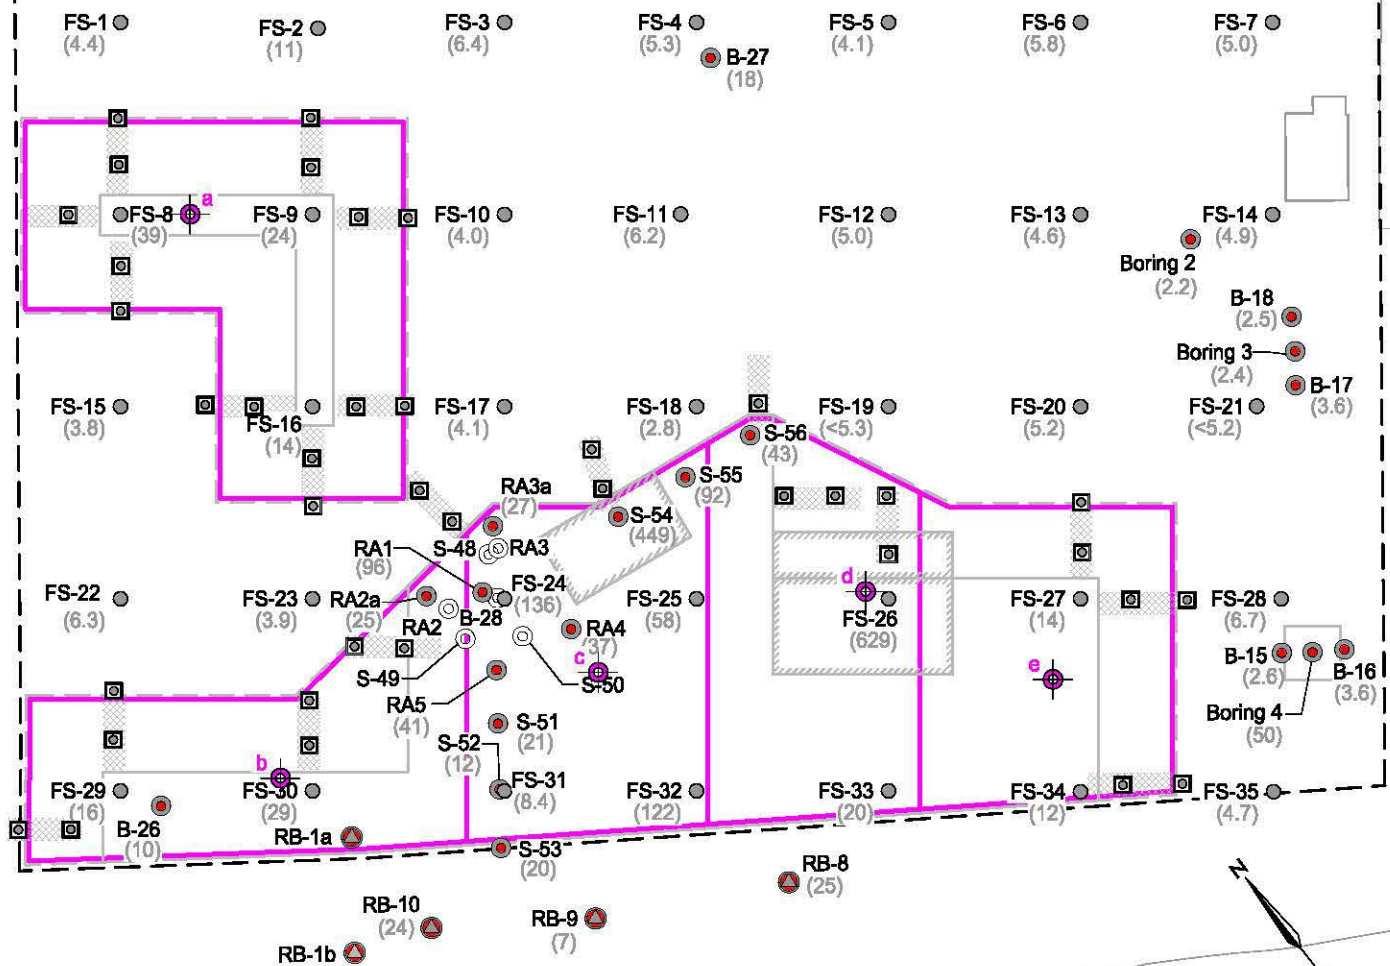 FS-1
(4.4)
FS-2
(11)
FS-3
(6.4)
FS-4
(5.3)
FS-5
(4.1)
FS-6
(5.8)
FS-7
(5.0)
B-27
(18)
a
FS-8
(39)
FS-9
(24)
FS-10
(4.0)
FS-11
(6.2)
FS-12
(5.0)
FS-13
(4.6)
FS-14
(4.9)
Boring 2
(2.2)
B-18
(2.5)
Boring 3
(2.4)
B-17
(3.6)
FS-15
(3.8)
FS-16
(14)
FS-17
(4.1)
FS-18
(2.8)
FS-19
(<5.3)
FS-20
(5.2)
FS-21
(<5.2)
S-56
(43)
S-55
(92)
RA3a
(27)
S-54
(449)
RA1
(96)
S-48
RA3
FS-22
(6.3)
FS-23
(3.9)
RA2a
(25)
RA2
B-28
FS-24
(136)
FS-25
(58)
d
FS-26
(629)
FS-27
(14)
FS-28
(6.7)
RA4
(37)
c
S-49
S-50
e
B-15
(2.6)
B-16
(3.6)
RA5
(41)
Boring 4
(50)
S-51
(21)
S-52
(12)
b
FS-29
(16)
B-26
(10)
FS-30
(29)
FS-31
(8.4)
FS-32
(122)
FS-33
(20)
FS-34
(12)
FS-35
(4.7)
RB-1a
S-53
(20)
RB-8
(25)
RB-10
(24)
RB-9
(7)
RB-1b
N